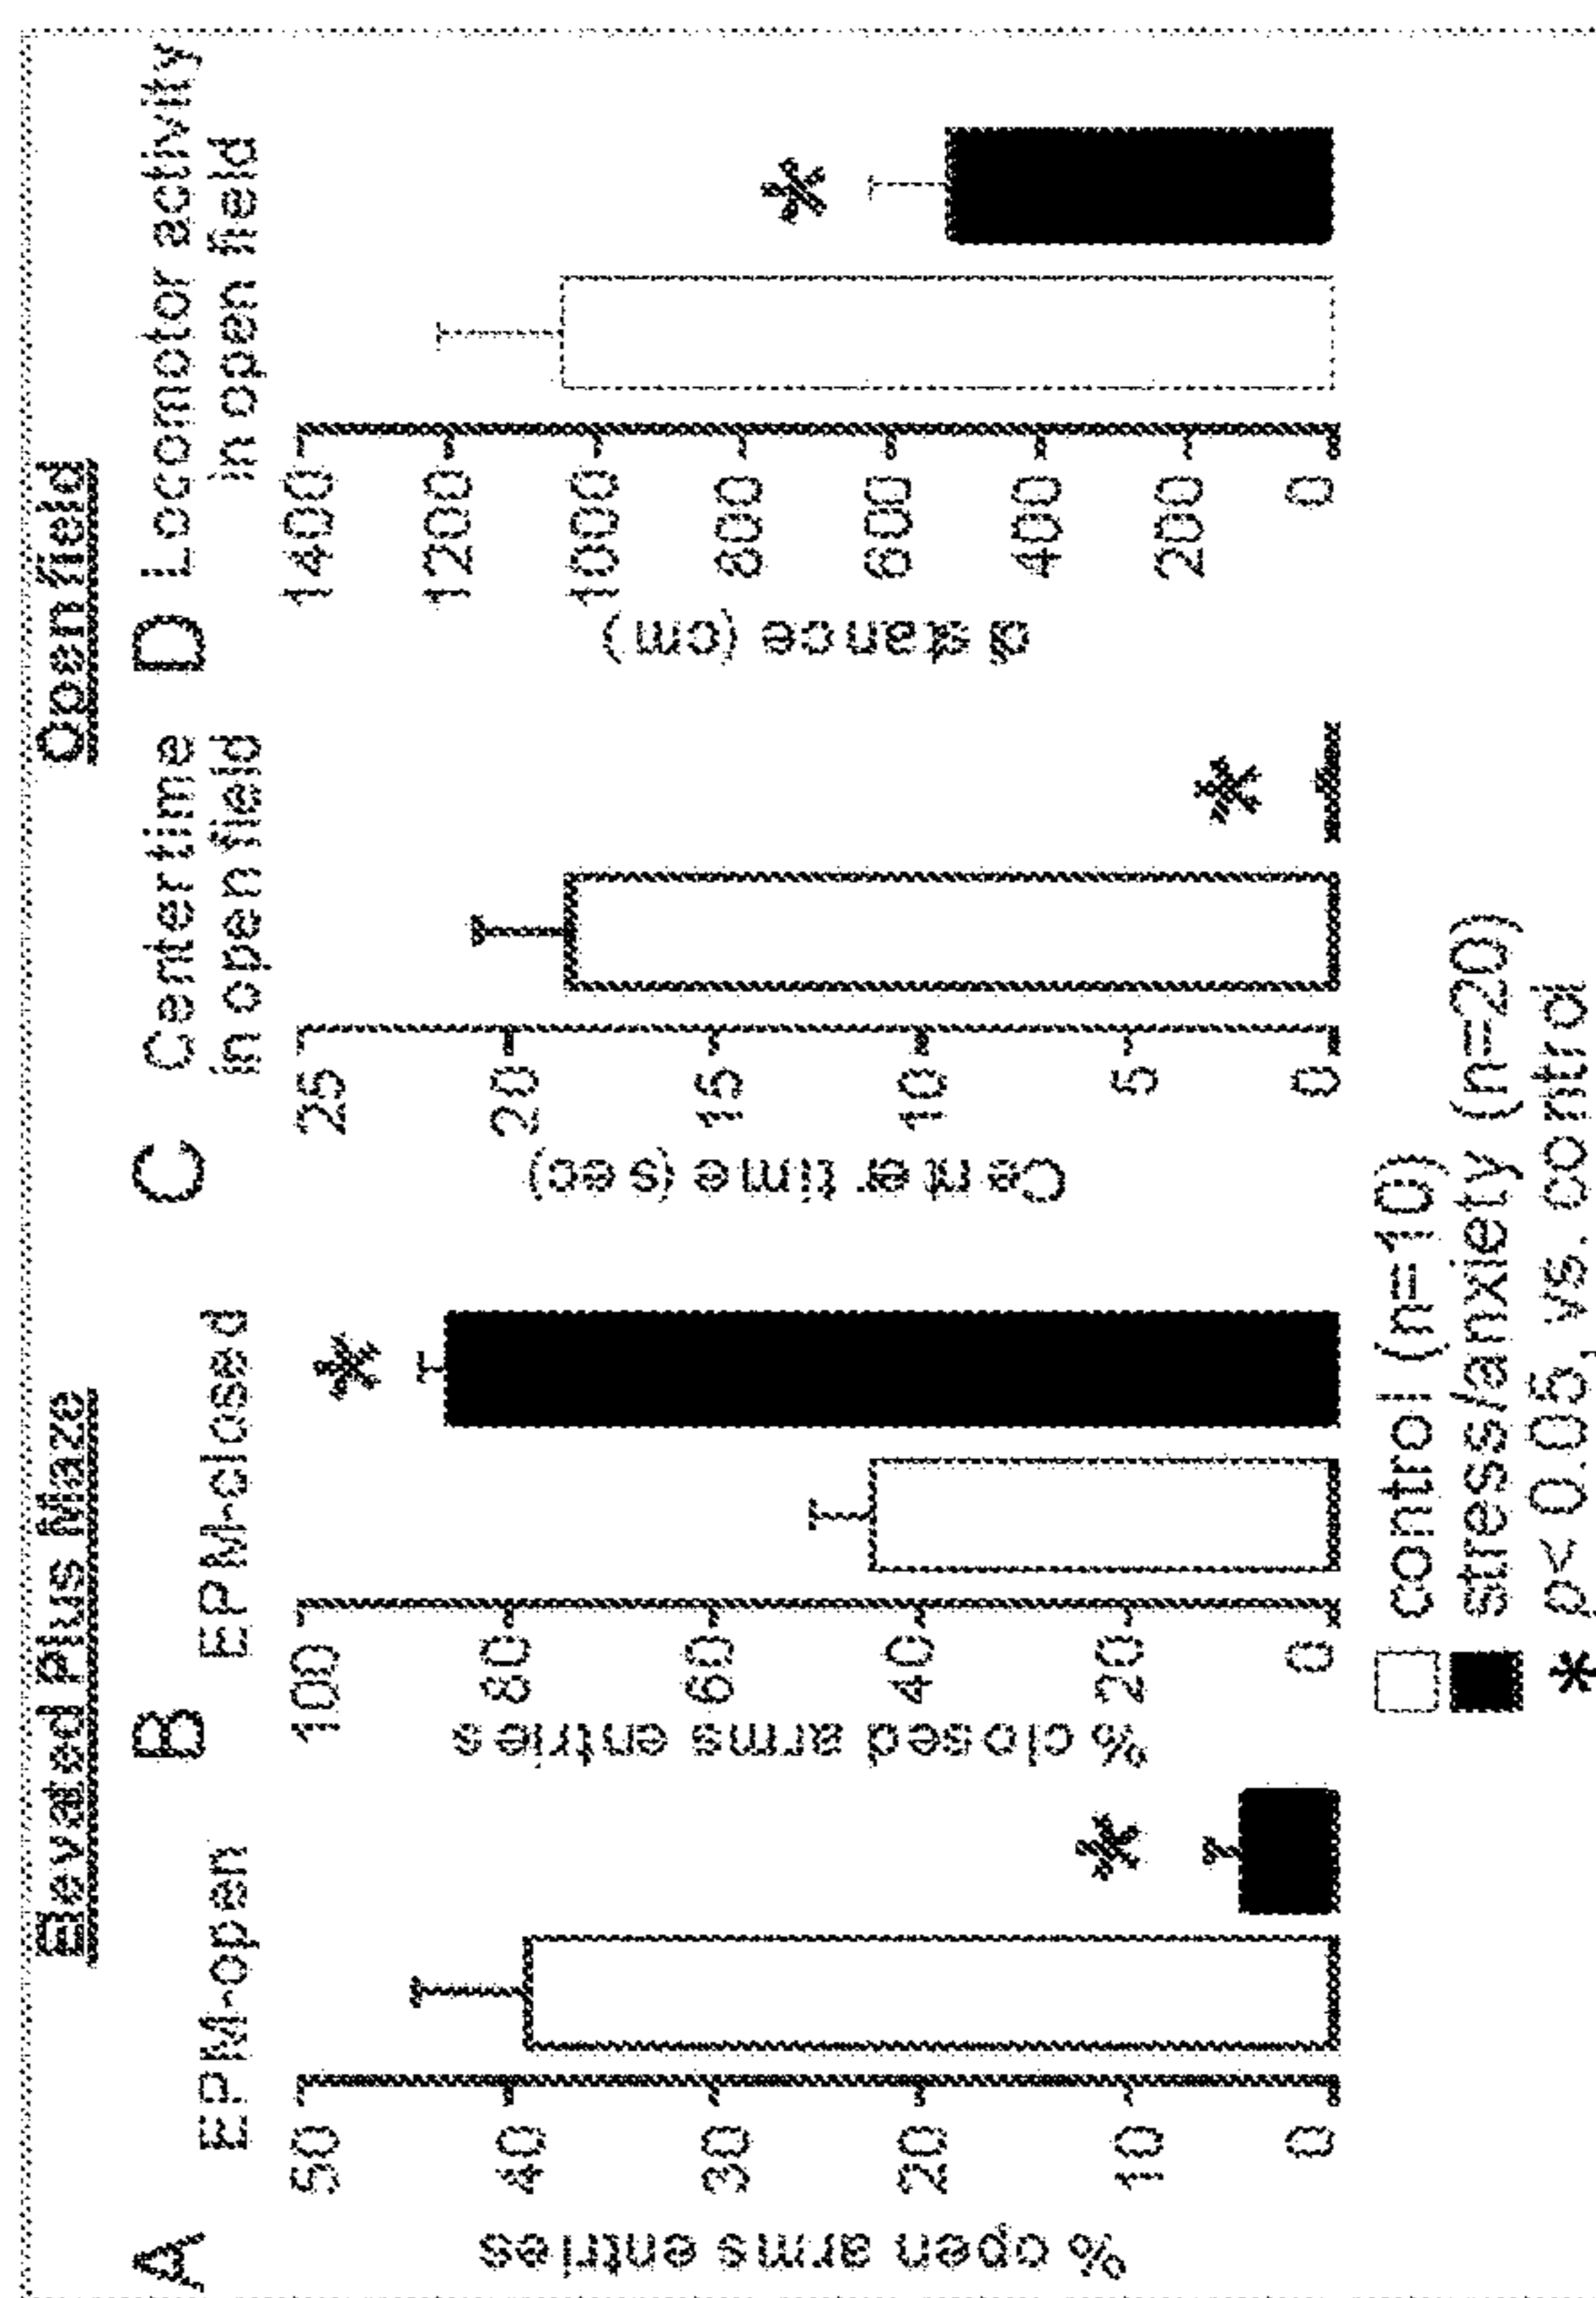 Elevated Plus Maze
Open field
A
EPM-open
% open arms entries
50
40
30
20
10
0
*
B
EPM-closed
% closed arms entries
100
80
60
40
20
0
*
C
Center time
in open field
Center time (sec)
25
20
15
10
5
0
*
D
Locomotor activity
in open field
distance (cm)
1400
1200
1000
800
600
400
200
0
*
control (n=10)
stress/anxiety (n=20)
* p< 0.05, vs. control